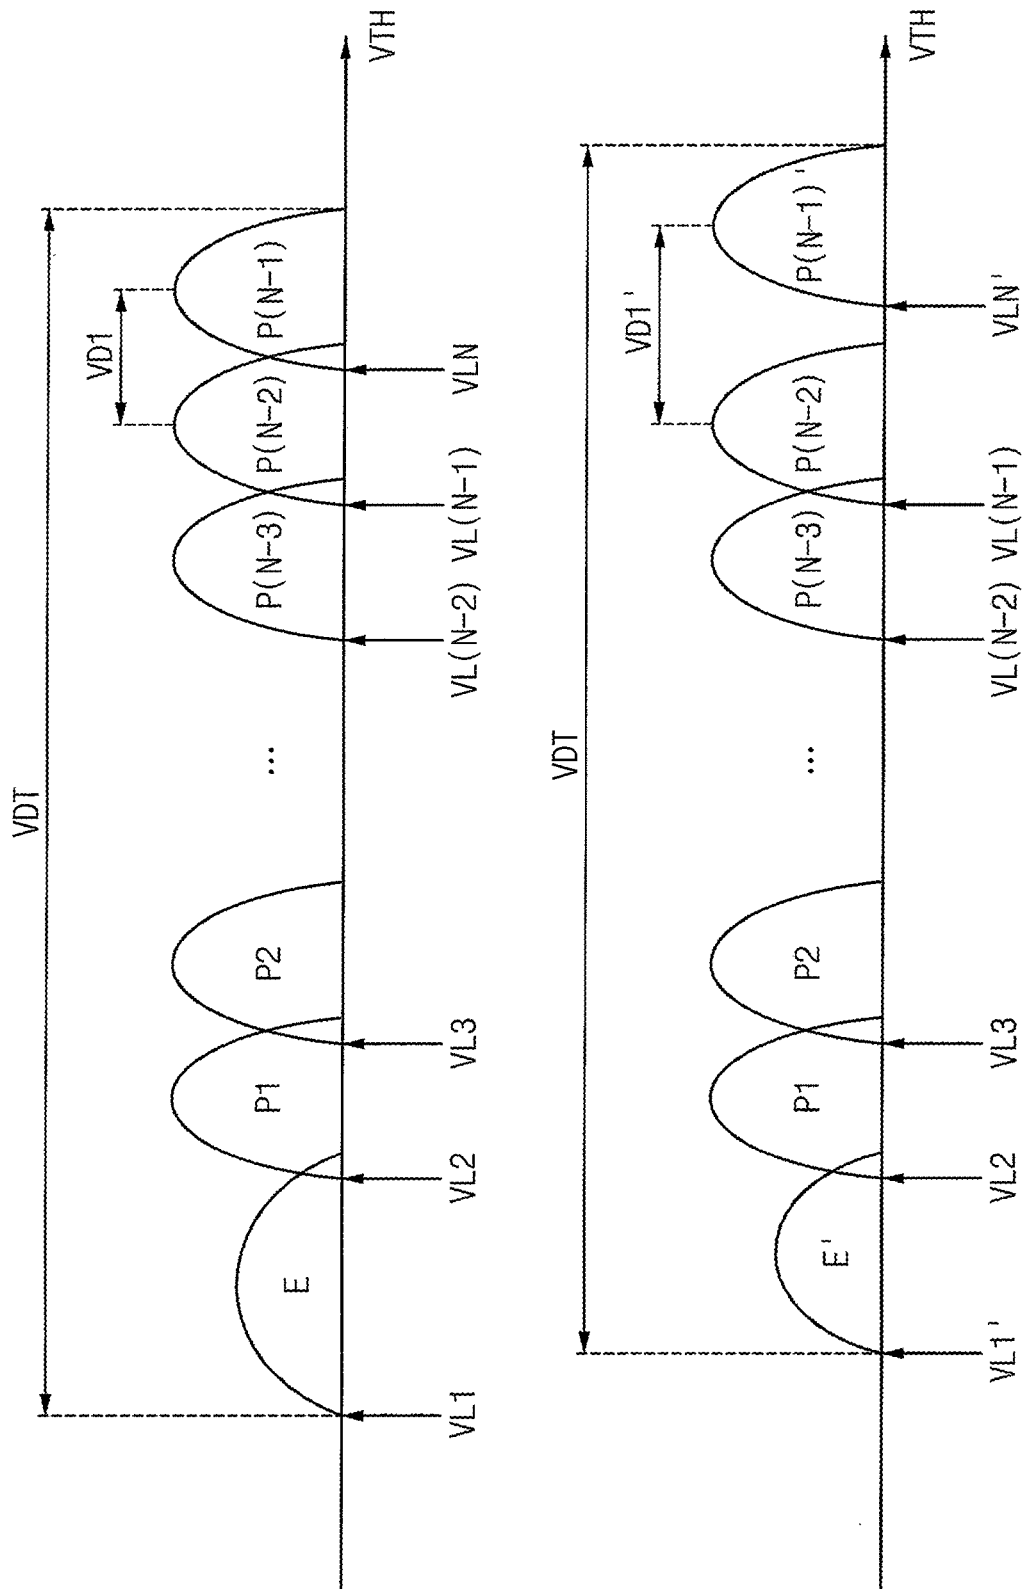 VDT
VD1
E
P1
P2
...
P(N-3)
P(N-2)
P(N-1)
VTH
VL1
VL2
VL3
VL(N-2)
VL(N-1)
VLN
VDT
VD1'
E'
P1
P2
...
P(N-3)
P(N-2)
P(N-1)'
VTH
VL1'
VL2
VL3
VL(N-2)
VL(N-1)
VLN'